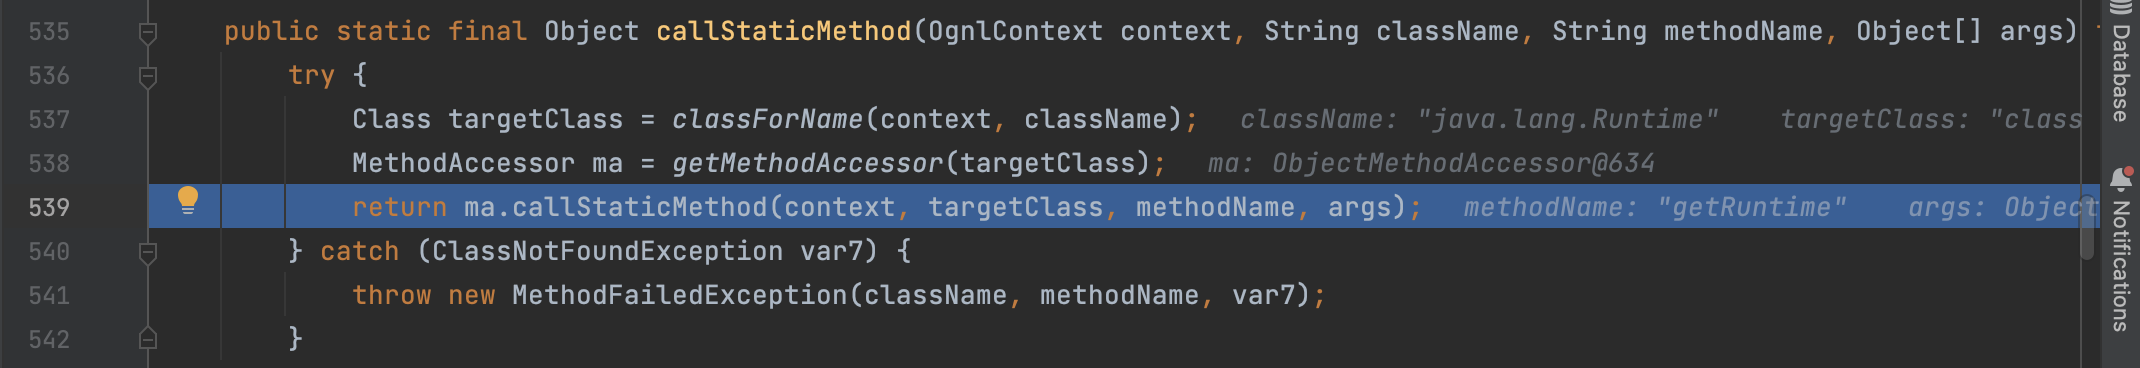 535 public static final Object callStaticMethod(OgnlContext context, String className, String methodName, Object[] args)
536 try {
537 Class targetClass = classForName(context, className); className: "java.lang.Runtime" targetClass: "class
538 MethodAccessor ma = getMethodAccessor(targetClass); ma: ObjectMethodAccessor@634
539 return ma.callStaticMethod(context, targetClass, methodName, args); methodName: "getRuntime" args: Object
540 } catch (ClassNotFoundException var7) {
541 throw new MethodFailedException(className, methodName, var7);
542 }
Database
Notifications